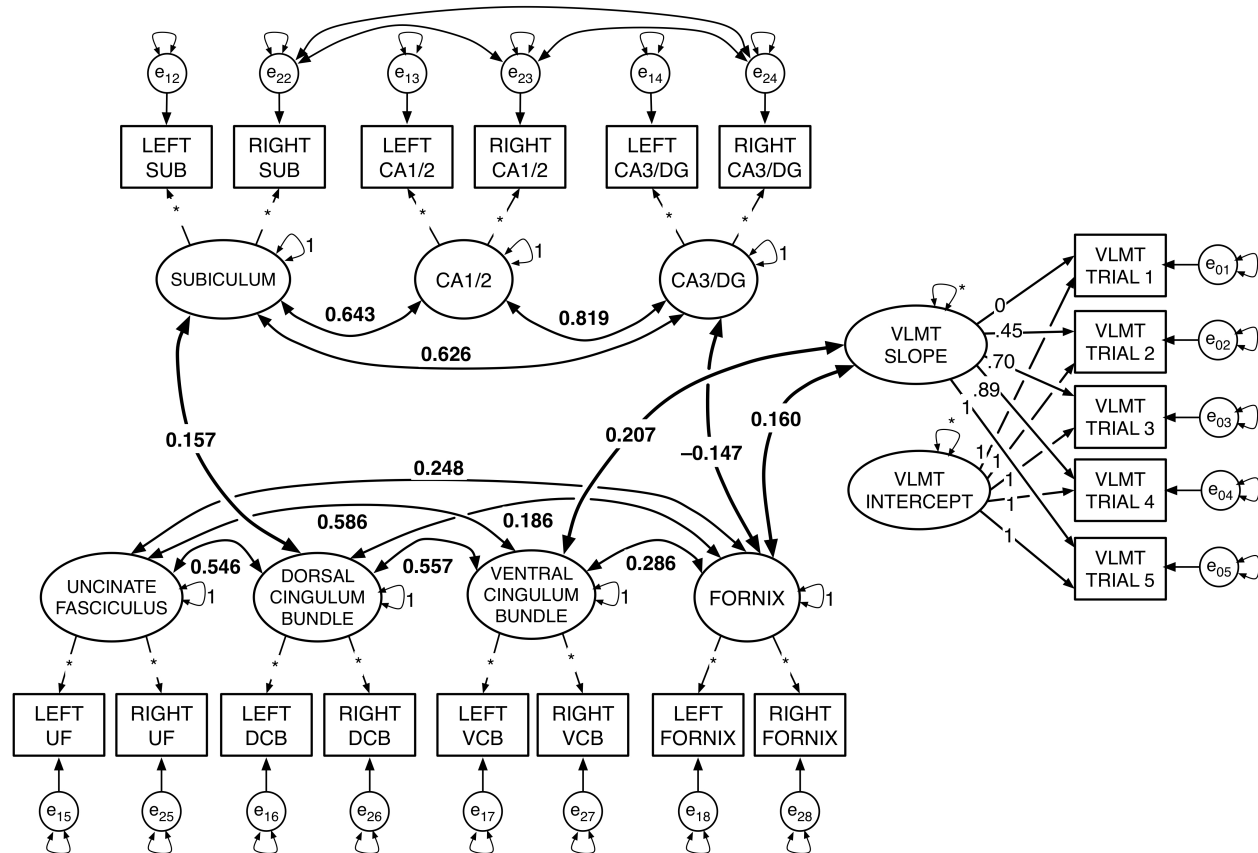 e12
e22
e13
e23
e14
e24
LEFT
SUB
RIGHT
SUB
LEFT
CA1/2
RIGHT
CA1/2
LEFT
CA3/DG
RIGHT
CA3/DG
*
*
*
*
*
*
SUBICULUM
1
CA1/2
1
CA3/DG
1
0.643
0.819
0.626
VLMT
SLOPE
*
0
.45
.70
.89
1
VLMT
TRIAL 1
e01
VLMT
TRIAL 2
e02
VLMT
TRIAL 3
e03
VLMT
TRIAL 4
e04
VLMT
TRIAL 5
e05
VLMT
INTERCEPT
*
1
1
1
1
1
0.157
0.207
–0.147
0.160
0.248
0.586
0.186
0.546
0.557
0.286
UNCINATE
FASCICULUS
1
DORSAL
CINGULUM
BUNDLE
1
VENTRAL
CINGULUM
BUNDLE
1
FORNIX
1
*
*
*
*
*
*
*
*
LEFT
UF
RIGHT
UF
LEFT
DCB
RIGHT
DCB
LEFT
VCB
RIGHT
VCB
LEFT
FORNIX
RIGHT
FORNIX
e15
e25
e16
e26
e17
e27
e18
e28